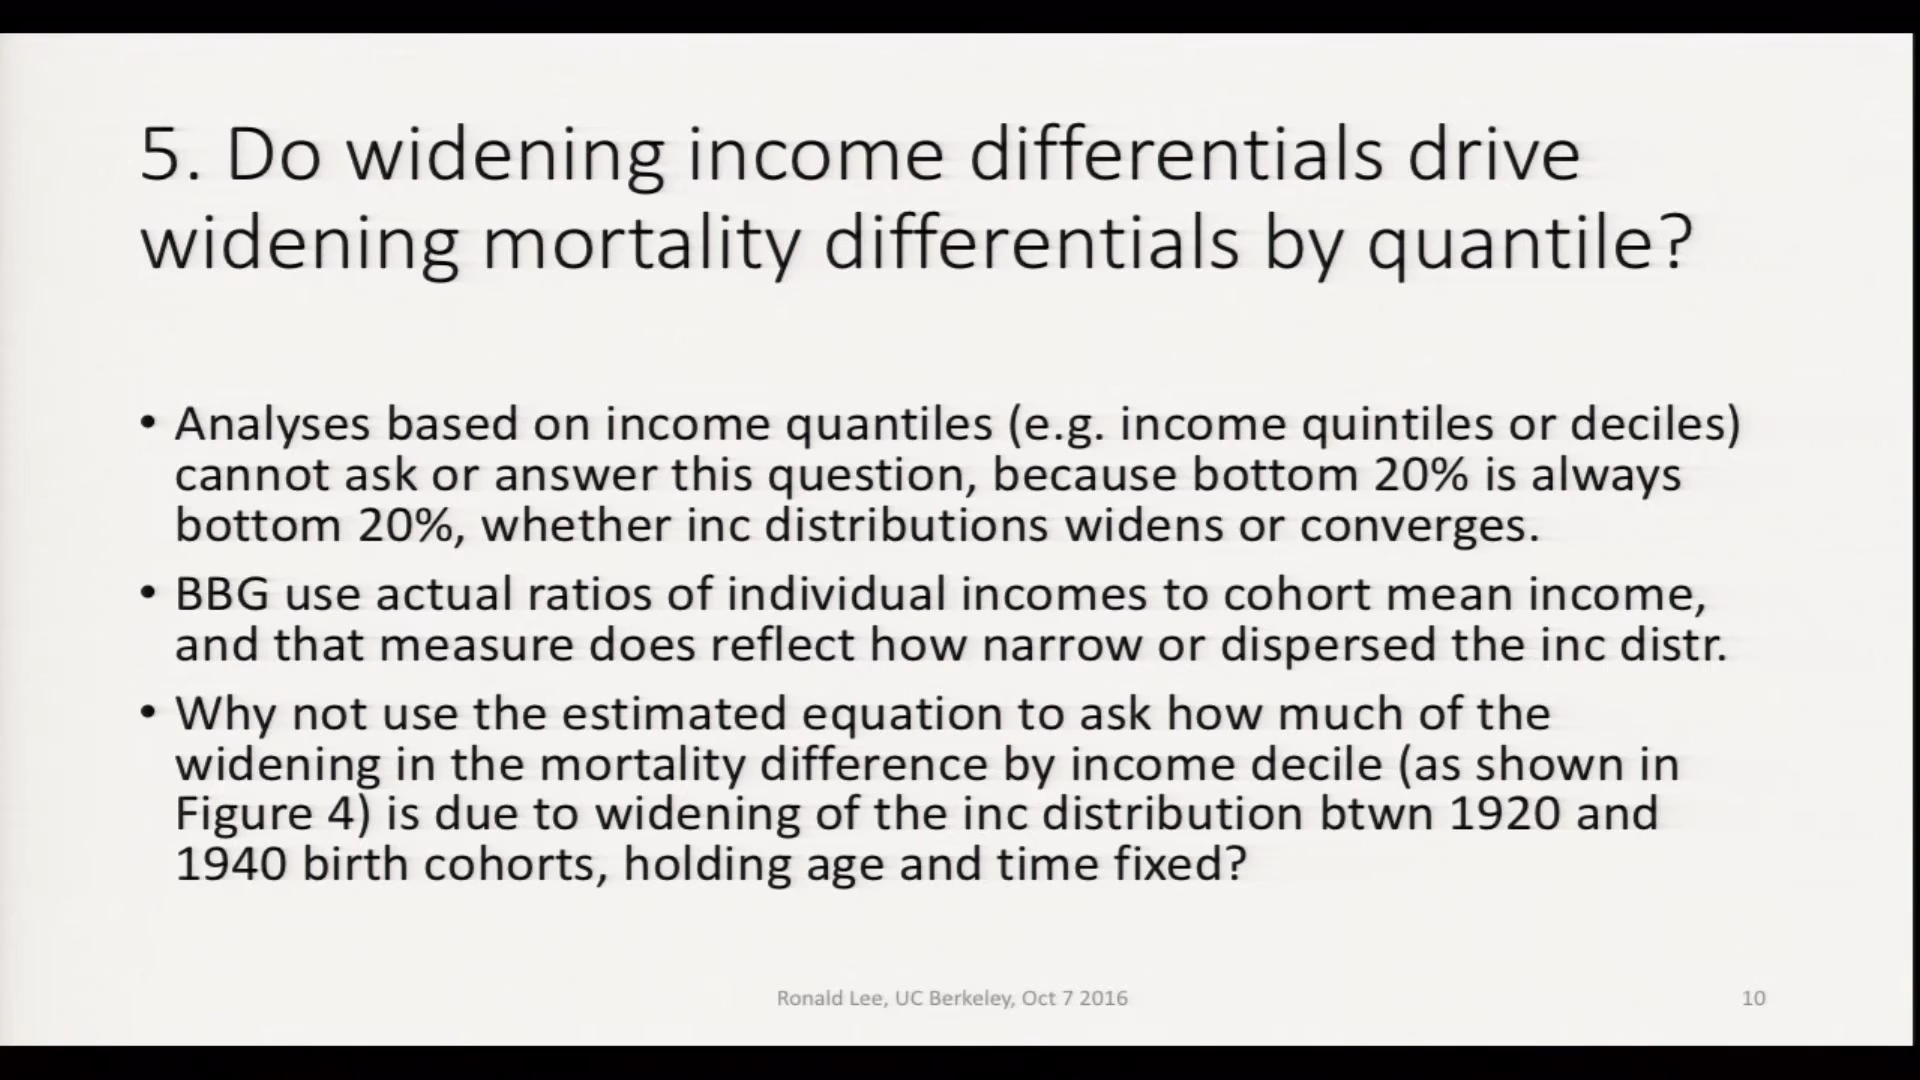 5. Do widening income differentials drive
widening mortality differentials by quantile?
• Analyses based on income quantiles (e.g. income quintiles or deciles)
cannot ask or answer this question, because bottom 20% is always
bottom 20%, whether inc distributions widens or converges.
• BBG use actual ratios of individual incomes to cohort mean income,
and that measure does reflect how narrow or dispersed the inc distr.
• Why not use the estimated equation to ask how much of the
widening in the mortality difference by income decile (as shown in
Figure 4) is due to widening of the inc distribution btwn 1920 and
1940 birth cohorts, holding age and time fixed?
Ronald Lee, UC Berkeley, Oct 7 2016
10